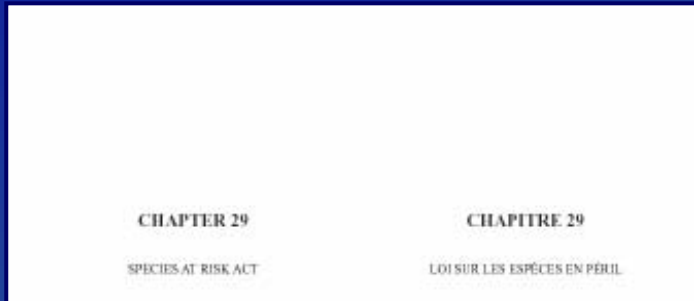 CHAPTER 29
SPECIES AT RISK ACT
CHAPITRE 29
LOI SUR LES ESPÈCES EN PÉRIL